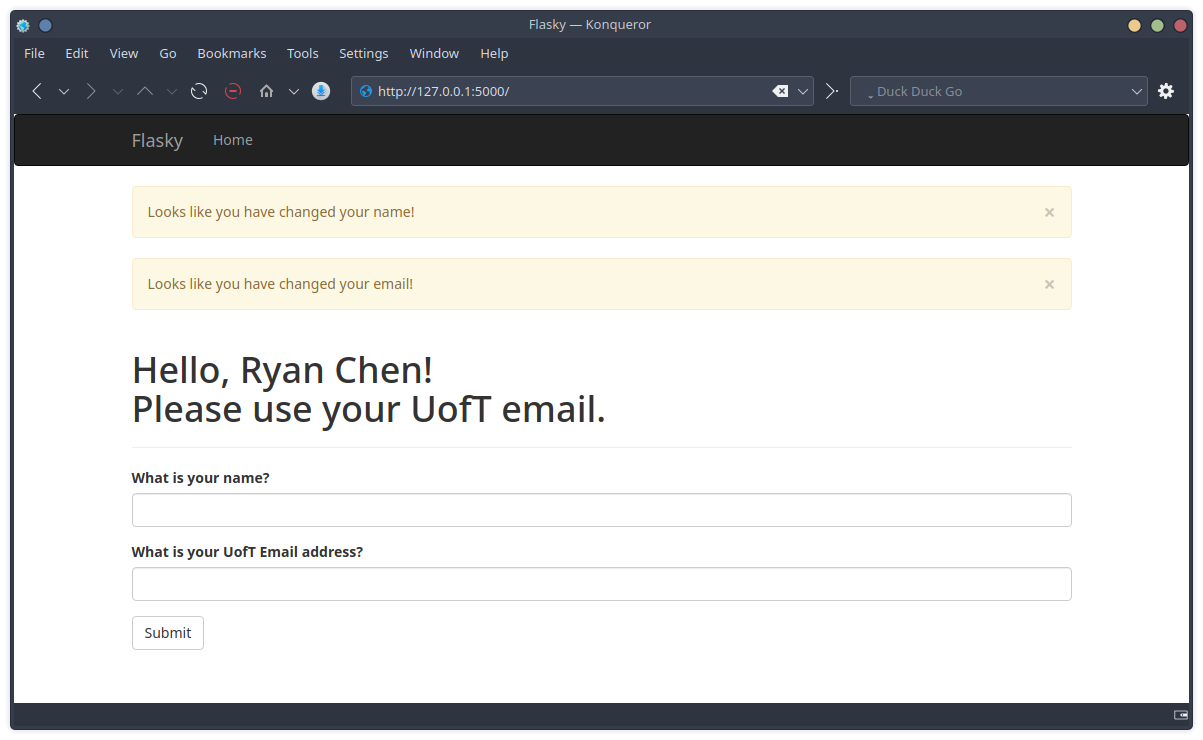 Flasky — Konqueror
File Edit View Go Bookmarks Tools Settings Window Help
http://127.0.0.1:5000/ Duck Duck Go
Flasky Home
Looks like you have changed your name! ×
Looks like you have changed your email! ×
Hello, Ryan Chen!
Please use your UofT email.
What is your name?
What is your UofT Email address?
Submit